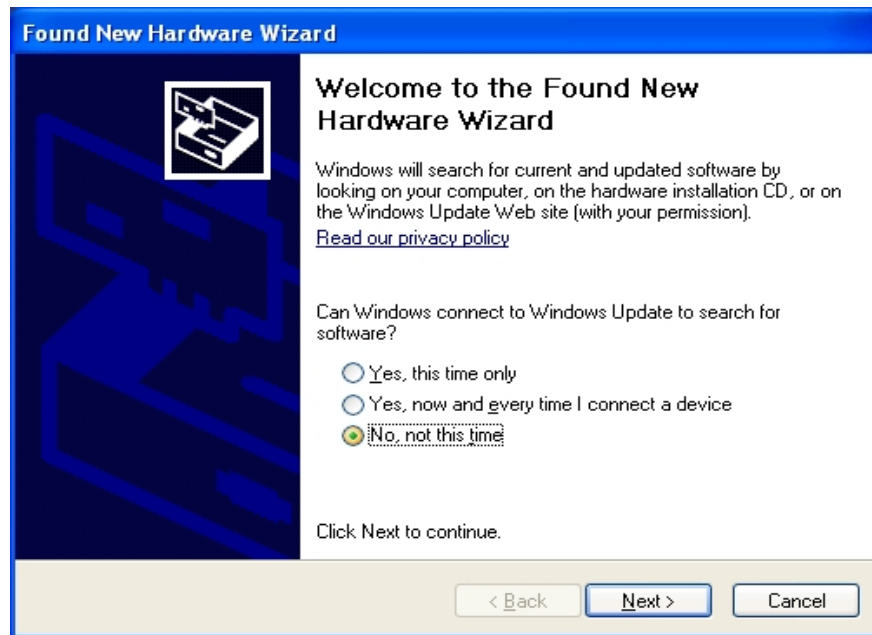 Found New Hardware Wizard
Welcome to the Found New
Hardware Wizard
Windows will search for current and updated software by
looking on your computer, on the hardware installation CD, or on
the Windows Update Web site (with your permission).
Read our privacy policy
Can Windows connect to Windows Update to search for
software?
Yes, this time only
Yes, now and every time I connect a device
No, not this time
Click Next to continue.
< Back
Next >
Cancel